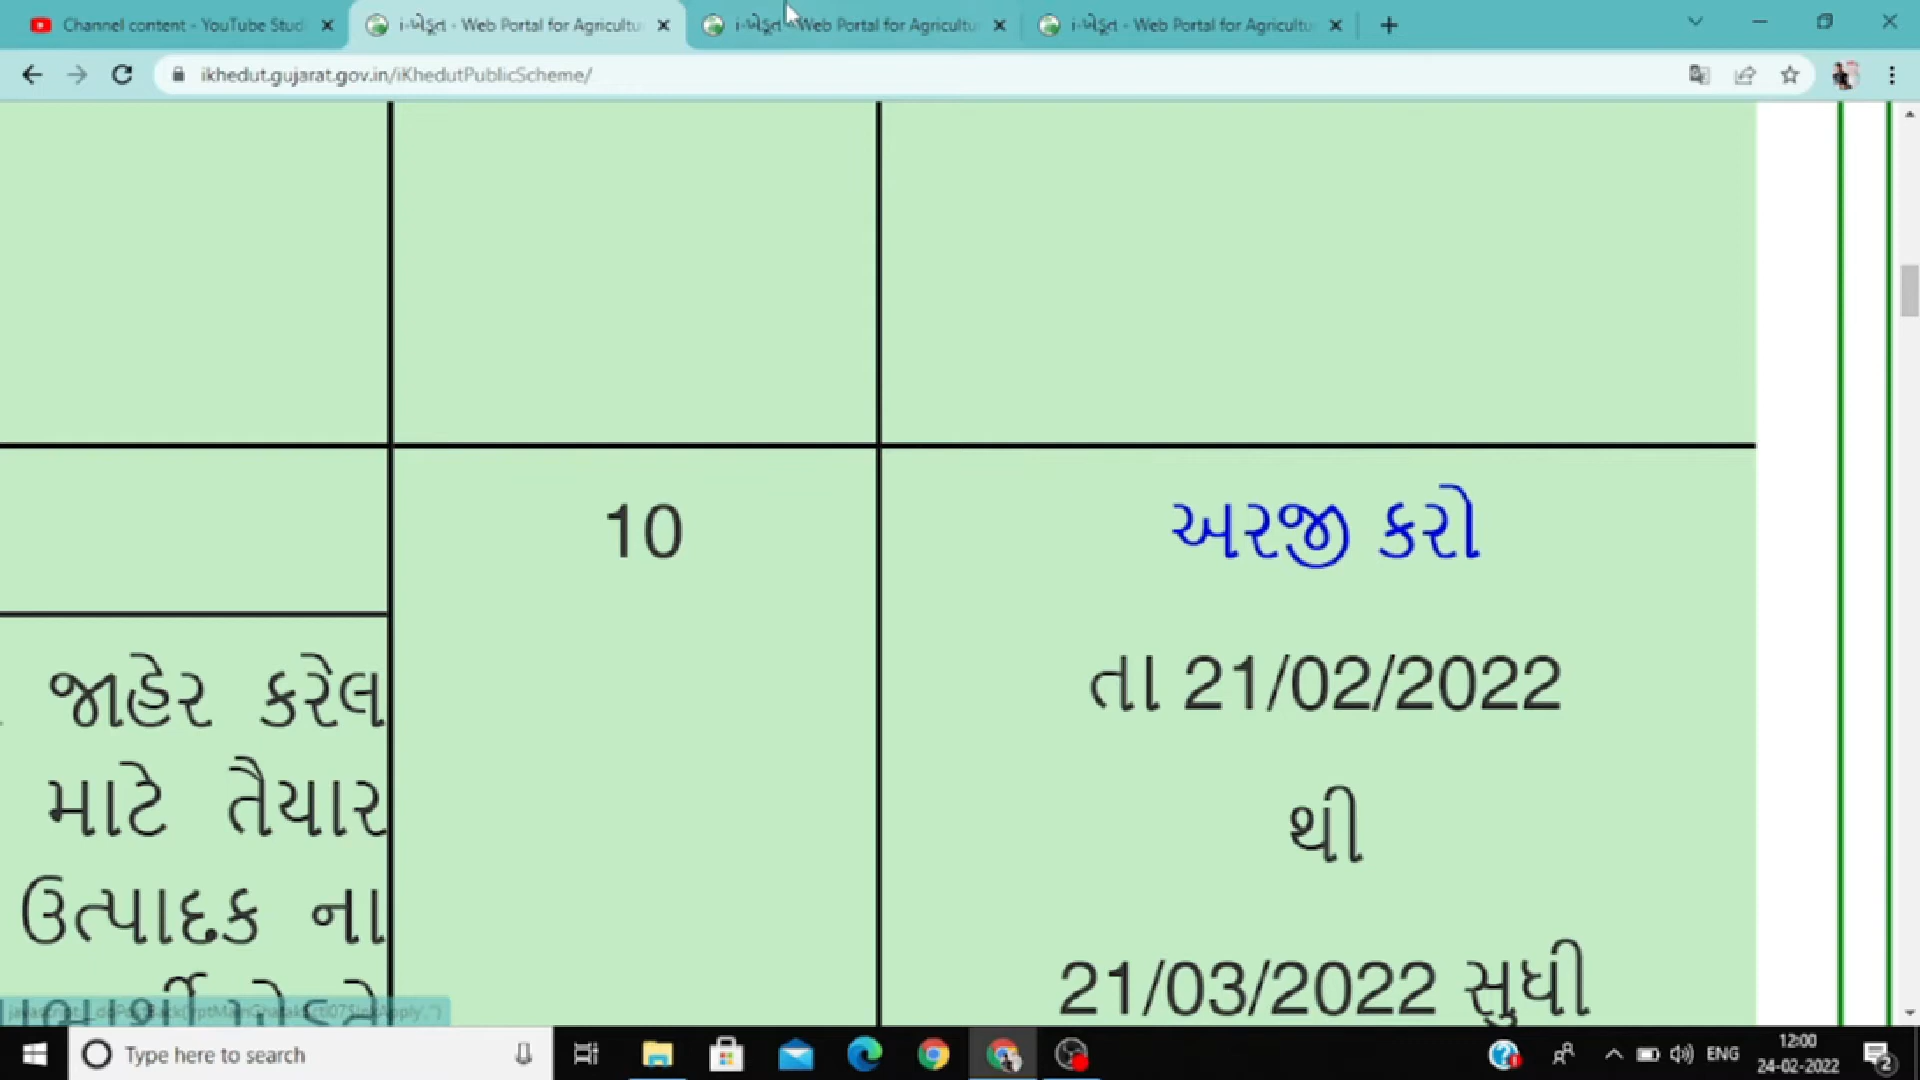 Channel content - YouTube Stud
i-ખેડૂત - Web Portal for Agricultu
i-ખેડૂત - Web Portal for Agricultu
i-ખેડૂત - Web Portal for Agricultu
ikhedut.gujarat.gov.in/iKhedutPublicScheme/
10
અરજી કરો
તા 21/02/2022
થી
21/03/2022 સુધી
જાહેર કરેલ
માટે તૈયાર
ઉત્પાદક ના
Type here to search
ENG
12:00
24-02-2022
2